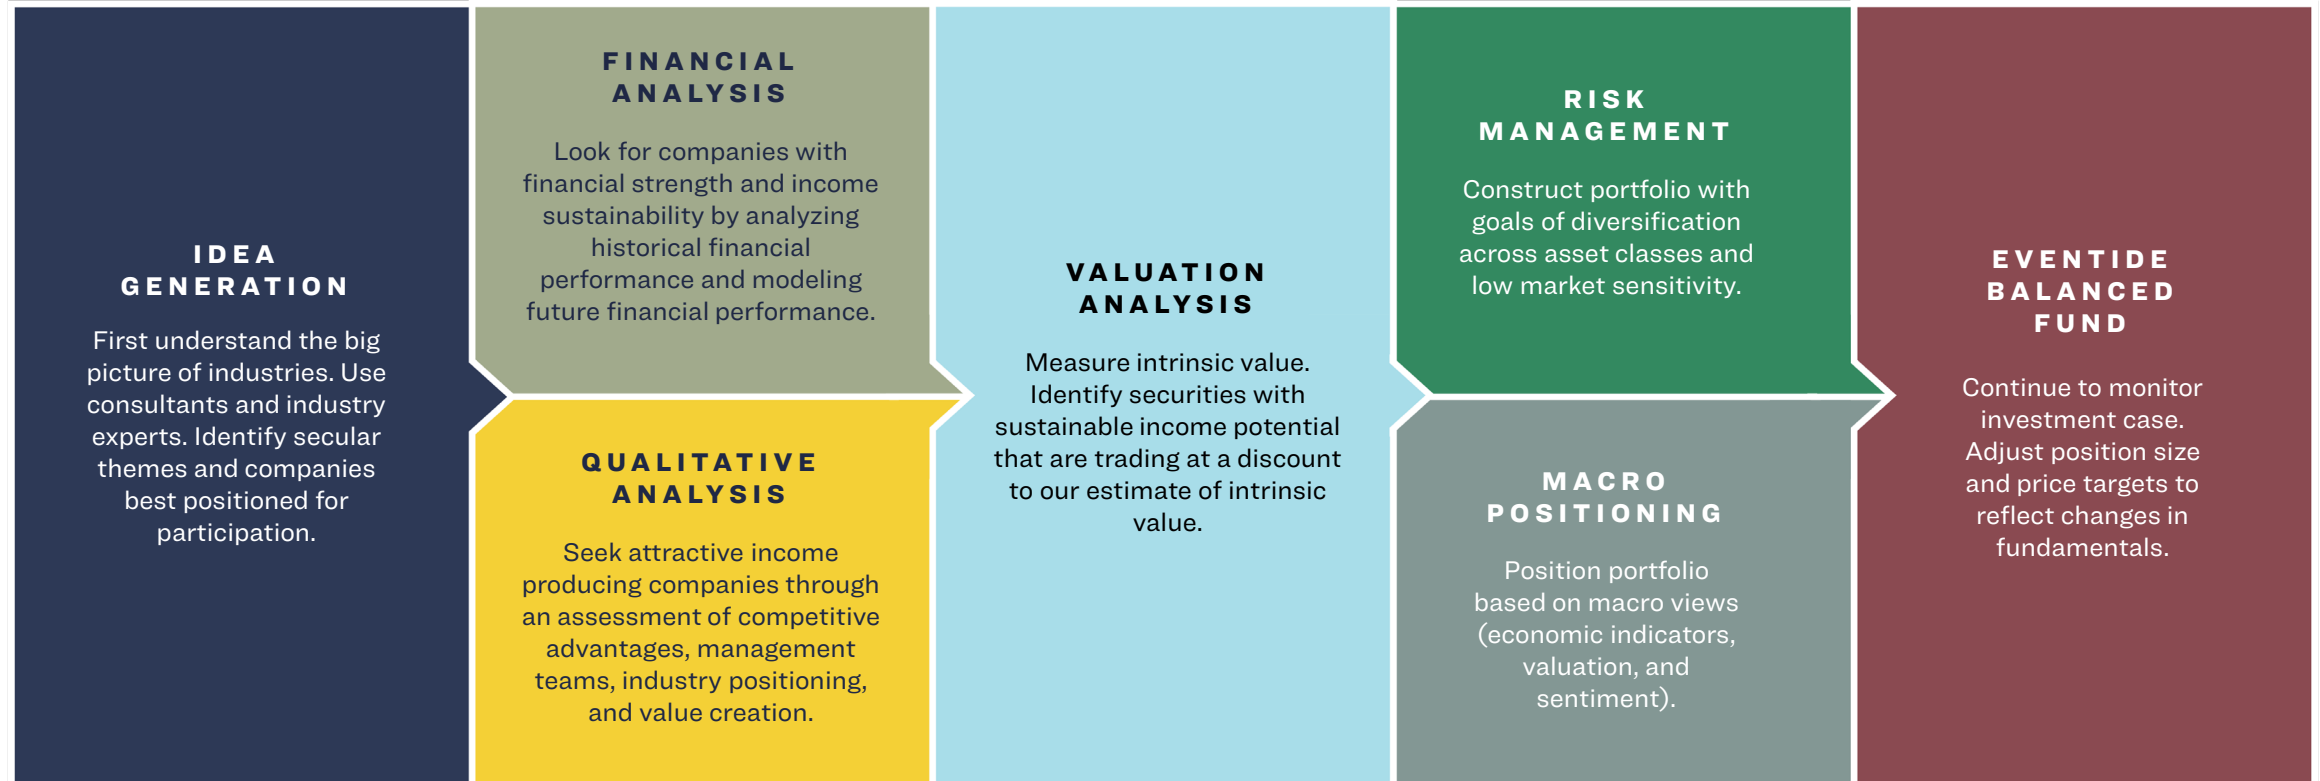 IDEA
GENERATION
First understand the big
picture of industries. Use
consultants and industry
experts. Identify secular
themes and companies
best positioned for
participation.
FINANCIAL
ANALYSIS
Look for companies with
financial strength and income
sustainability by analyzing
historical financial
performance and modeling
future financial performance.
QUALITATIVE
ANALYSIS
Seek attractive income
producing companies through
an assessment of competitive
advantages, management
teams, industry positioning,
and value creation.
VALUATION
ANALYSIS
Measure intrinsic value.
Identify securities with
sustainable income potential
that are trading at a discount
to our estimate of intrinsic
value.
RISK
MANAGEMENT
Construct portfolio with
goals of diversification
across asset classes and
low market sensitivity.
MACRO
POSITIONING
Position portfolio
based on macro views
(economic indicators,
valuation, and
sentiment).
EVENTIDE
BALANCED
FUND
Continue to monitor
investment case.
Adjust position size
and price targets to
reflect changes in
fundamentals.